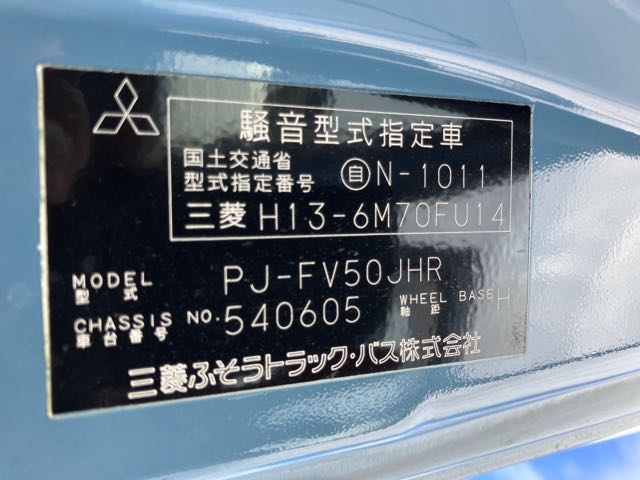 騒音型式指定車
国土交通省
型式指定番号 自 N-1011
三菱 H13-6M70FU14
MODEL 型式 PJ-FV50JHR
CHASSIS NO. 車台番号 540605 WHEEL BASE 軸距 H
三菱ふそうトラック・バス株式会社